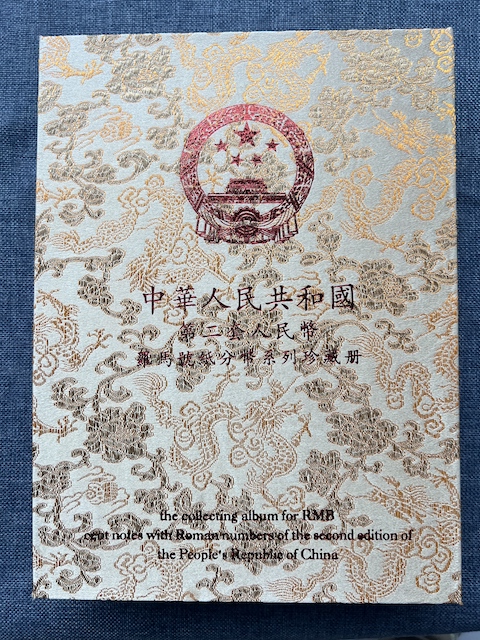 中華人民共和國
第二套人民幣
羅馬號紙分幣系列珍藏册
the collecting album for RMB
cent notes with Roman numbers of the second edition of
the People's Republic of China